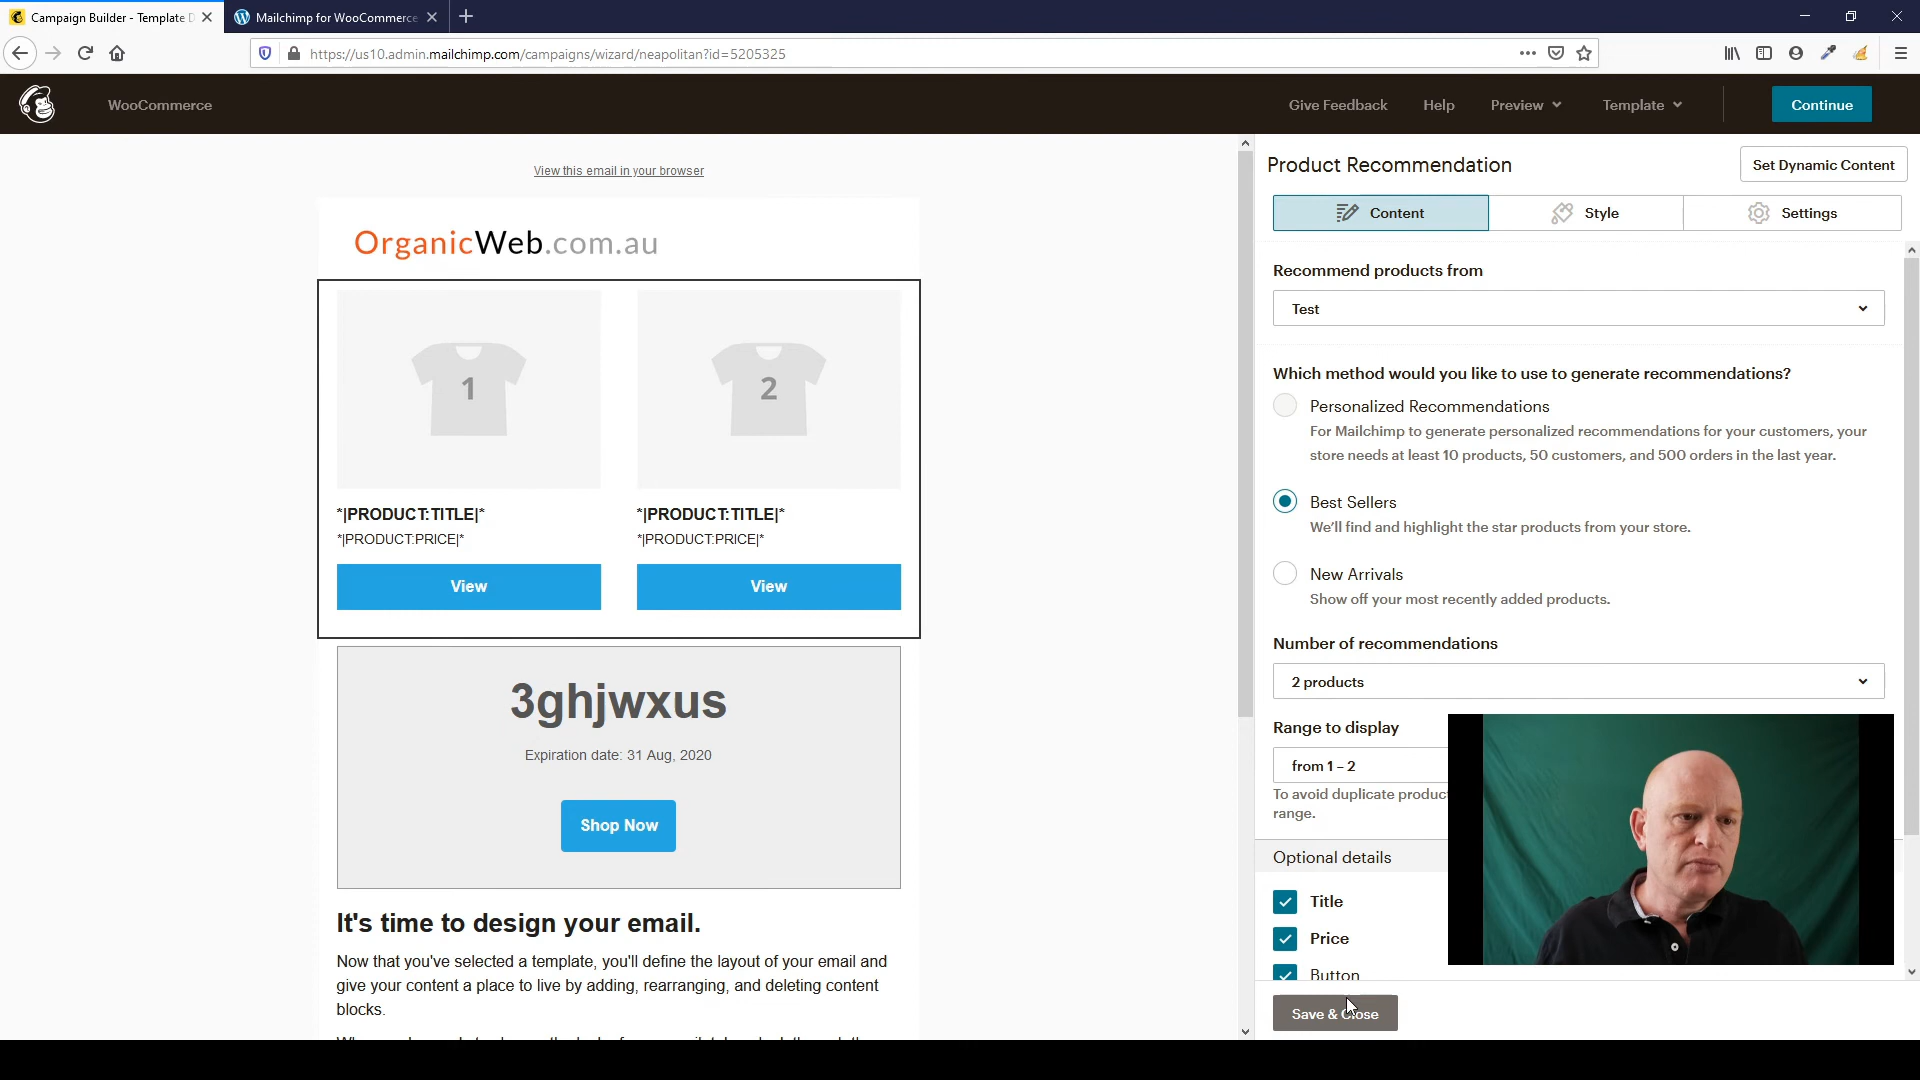 Campaign Builder - Template D
Mailchimp for WooCommerce
https://us10.admin.mailchimp.com/campaigns/wizard/neapolitan?id=5205325
WooCommerce
Give Feedback
Help
Preview
Template
Continue
View this email in your browser
OrganicWeb.com.au
1
2
*|PRODUCT:TITLE|*
*|PRODUCT:TITLE|*
*|PRODUCT:PRICE|*
*|PRODUCT:PRICE|*
View
View
3ghjwxus
Expiration date: 31 Aug, 2020
Shop Now
It's time to design your email.
Now that you've selected a template, you'll define the layout of your email and
give your content a place to live by adding, rearranging, and deleting content
blocks.
Product Recommendation
Set Dynamic Content
Content
Style
Settings
Recommend products from
Test
Which method would you like to use to generate recommendations?
Personalized Recommendations
For Mailchimp to generate personalized recommendations for your customers, your
store needs at least 10 products, 50 customers, and 500 orders in the last year.
Best Sellers
We'll find and highlight the star products from your store.
New Arrivals
Show off your most recently added products.
Number of recommendations
2 products
Range to display
from 1 – 2
To avoid duplicate product
range.
Optional details
Title
Price
Button
Save & Close